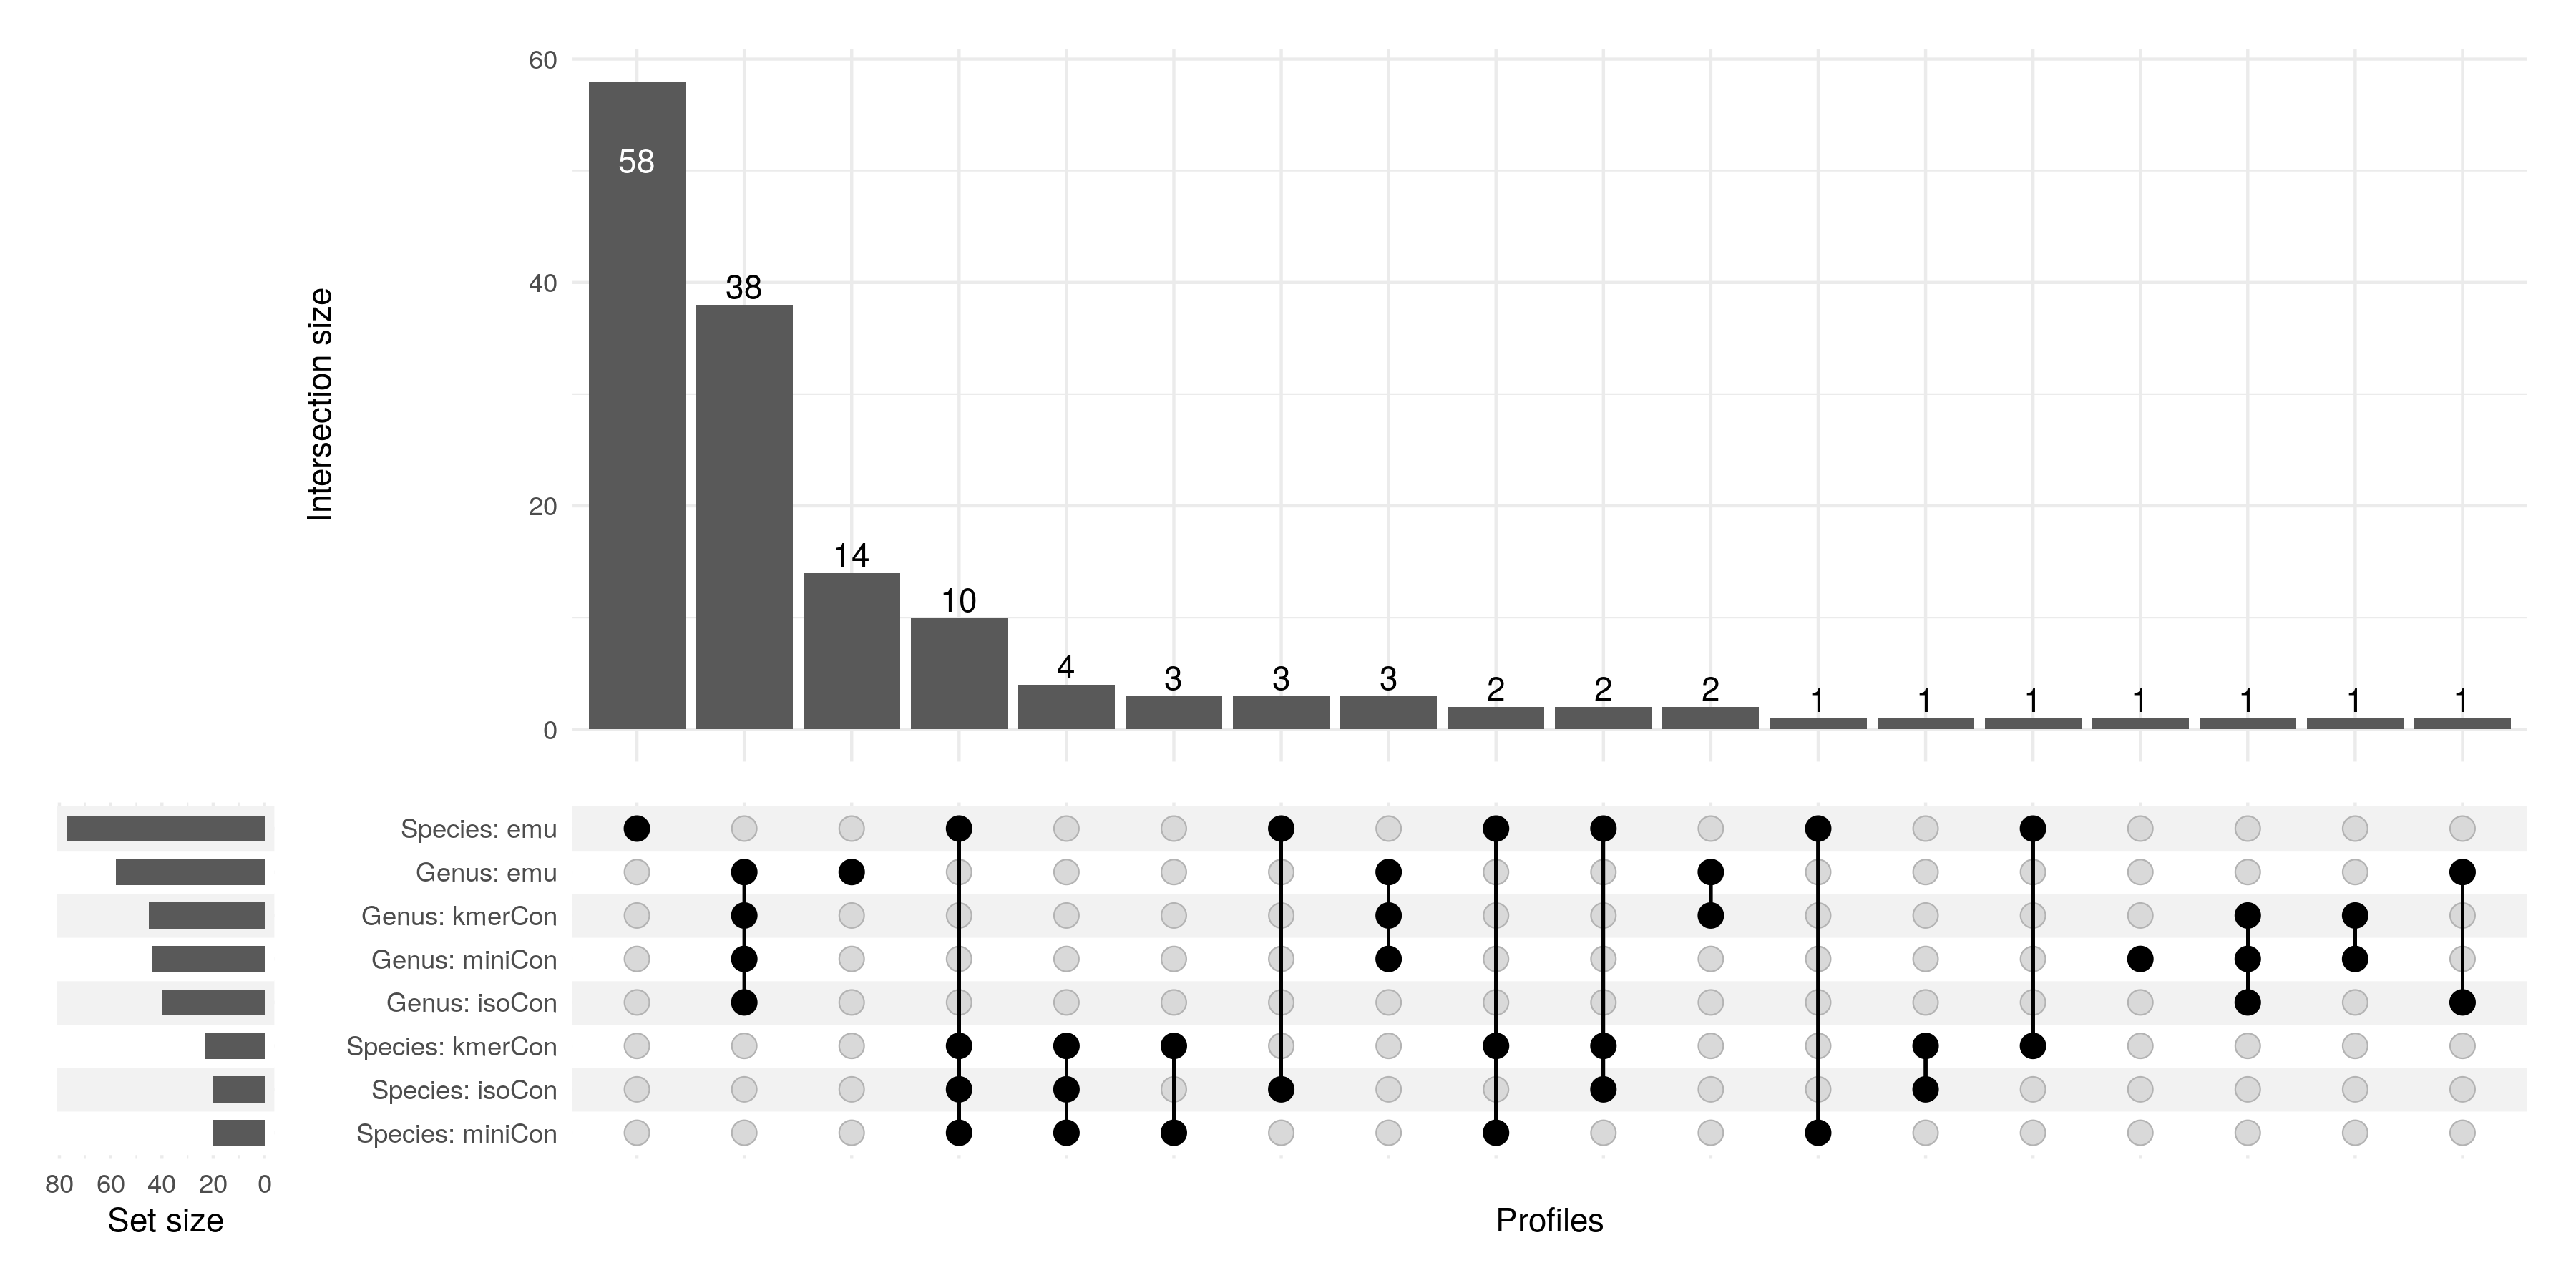 60
58
40
38
Intersection size
20
14
10
4 3 3 3 2 2 2 1 1 1 1 1 1 1
0
Species: emu
Genus: emu
Genus: kmerCon
Genus: miniCon
Genus: isoCon
Species: kmerCon
Species: isoCon
Species: miniCon
80 60 40 20 0
Set size
Profiles